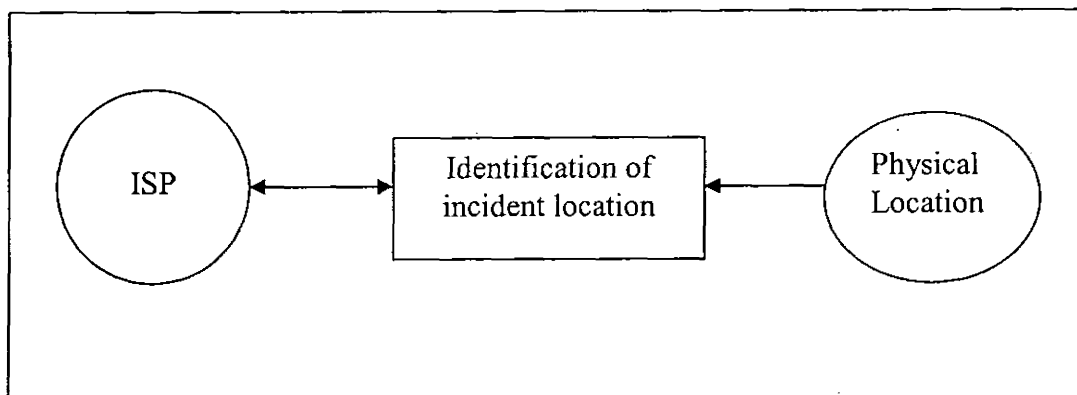 ISP
Identification of
incident location
Physical
Location